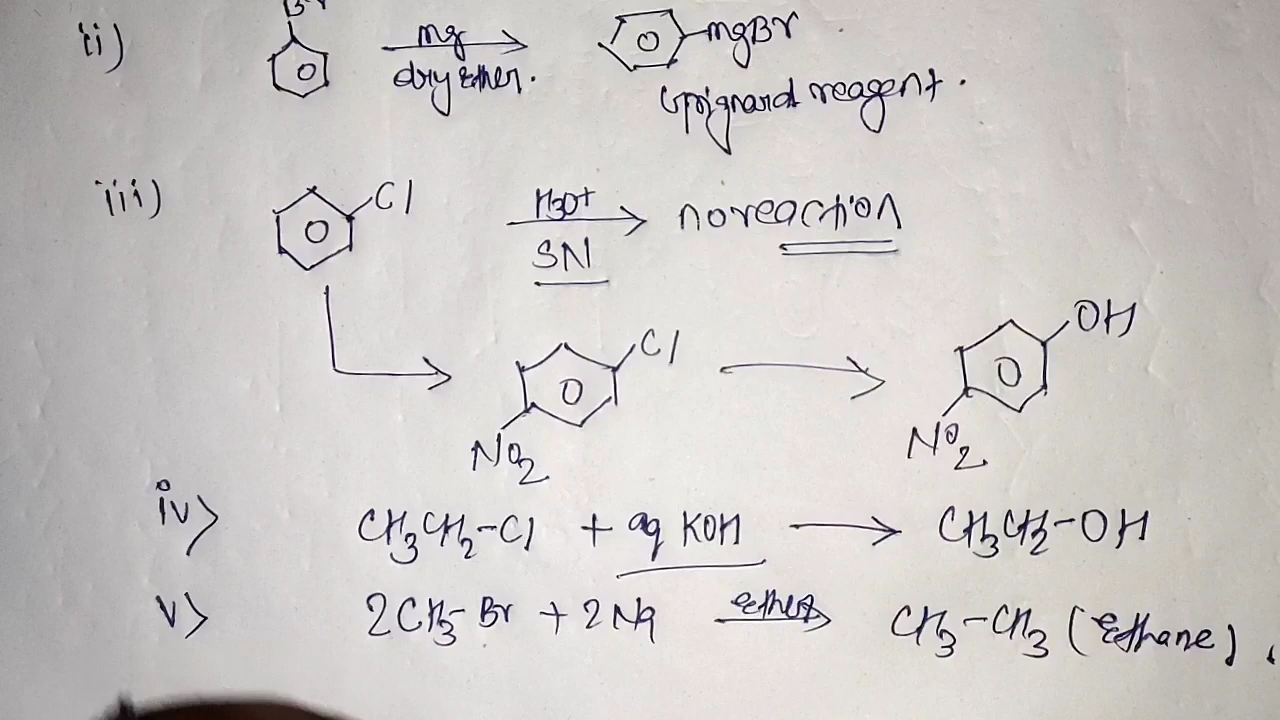 ii) Br mg MgBr
dry ether.
Grignard reagent.
iii) Cl H3O+ no reaction
SN
Cl OH
NO2 NO2
iv> CH3CH2-Cl + aq KOH → CH3CH2-OH
v> 2CH3-Br + 2Na ether → CH3-CH3 (Ethane).